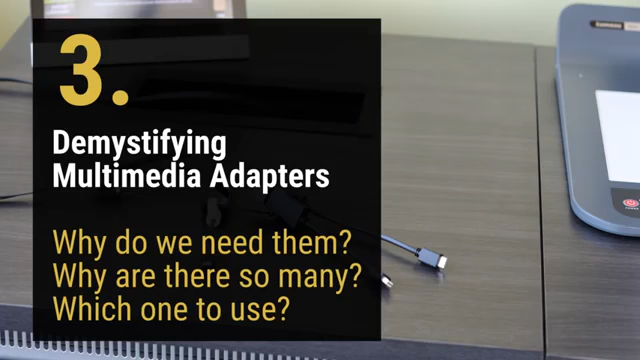 3.
Demystifying
Multimedia Adapters
Why do we need them?
Why are there so many?
Which one to use?